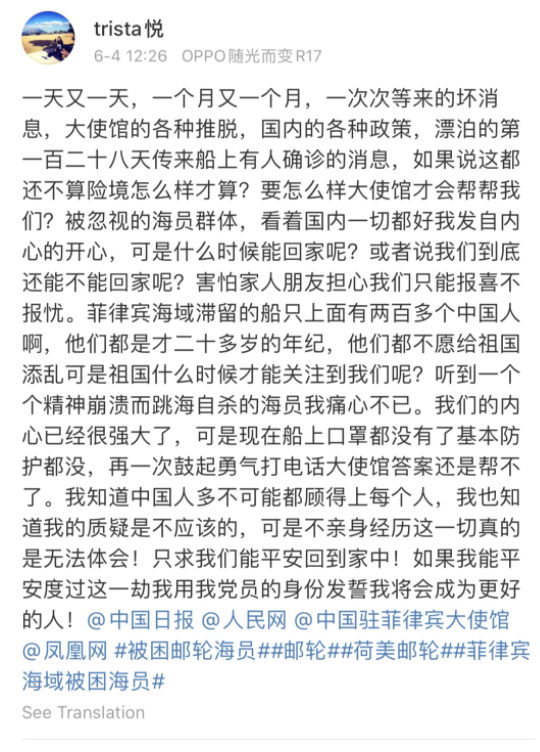 trista悦
6-4 12:26 OPPO随光而变R17
一天又一天，一个月又一个月，一次次等来的坏消
息，大使馆的各种推脱，国内的各种政策，漂泊的第
一百二十八天传来船上有人确诊的消息，如果说这都
还不算险境怎么样才算？要怎么样大使馆才会帮帮我
们？被忽视的海员群体，看着国内一切都好我发自内
心的开心，可是什么时候能回家呢？或者说我们到底
还能不能回家呢？害怕家人朋友担心我们只能报喜不
报忧。菲律宾海域滞留的船只上面有两百多个中国人
啊，他们都是才二十多岁的年纪，他们都不愿给祖国
添乱可是祖国什么时候才能关注到我们呢？听到一个
个精神崩溃而跳海自杀的海员我痛心不已。我们的内
心已经很强大了，可是现在船上口罩都没有了基本防
护都没，再一次鼓起勇气打电话大使馆答案还是帮不
了。我知道中国人多不可能都顾得上每个人，我也知
道我的质疑是不应该的，可是不亲身经历这一切真的
是无法体会！只求我们能平安回到家中！如果我能平
安度过这一劫我用我党员的身份发誓我将会成为更好
的人！@中国日报 @人民网 @中国驻菲律宾大使馆
@凤凰网 #被困邮轮海员##邮轮##荷美邮轮##菲律宾
海域被困海员#
See Translation